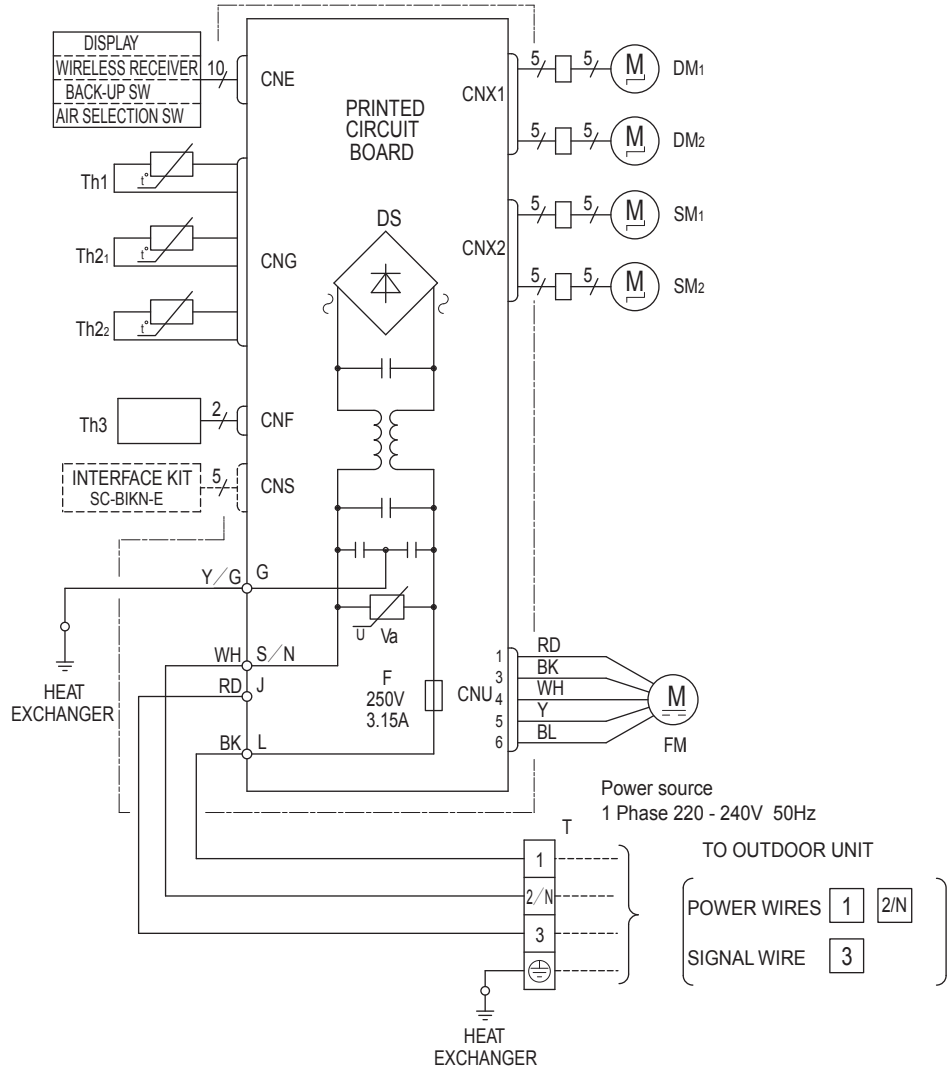 DISPLAY
WIRELESS RECEIVER
BACK-UP SW
AIR SELECTION SW
10
CNE
PRINTED
CIRCUIT
BOARD
CNX1
5
5
M
DM1
5
5
M
DM2
Th1
t°
Th21
t°
Th22
t°
CNG
DS
CNX2
5
5
M
SM1
5
5
M
SM2
Th3
2
CNF
INTERFACE KIT
SC-BIKN-E
5
CNS
Y/G
G
U
Va
WH
S/N
RD
J
BK
L
F
250V
3.15A
HEAT
EXCHANGER
CNU
1
3
4
5
6
RD
BK
WH
Y
BL
M
FM
Power source
1 Phase 220 - 240V 50Hz
T
1
2/N
3
TO OUTDOOR UNIT
POWER WIRES 1 2/N
SIGNAL WIRE 3
HEAT
EXCHANGER